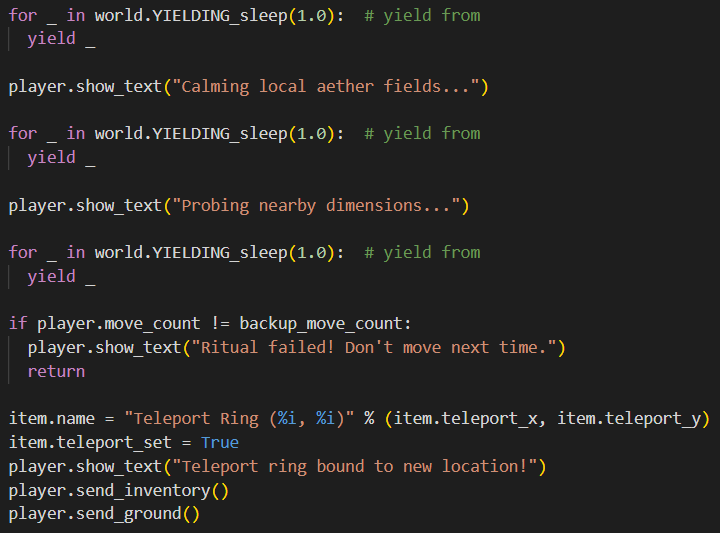 for _ in world.YIELDING_sleep(1.0):  # yield from
  yield _

player.show_text("Calming local aether fields...")

for _ in world.YIELDING_sleep(1.0):  # yield from
  yield _

player.show_text("Probing nearby dimensions...")

for _ in world.YIELDING_sleep(1.0):  # yield from
  yield _

if player.move_count != backup_move_count:
  player.show_text("Ritual failed! Don't move next time.")
  return

item.name = "Teleport Ring (%i, %i)" % (item.teleport_x, item.teleport_y)
item.teleport_set = True
player.show_text("Teleport ring bound to new location!")
player.send_inventory()
player.send_ground()